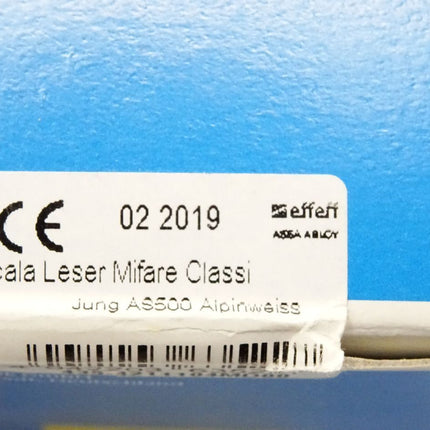 CE 02 2019 effeff
ASSA ABLOY
cala Leser Mifare Classi
Jung AS500 Alpinweiss